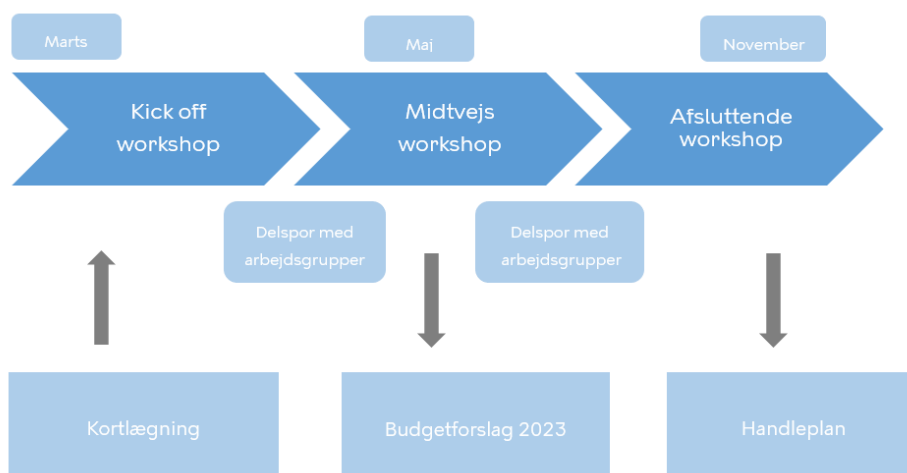 Marts
Maj
November
Kick off
workshop
Midtvejs
workshop
Afsluttende
workshop
Delspor med
arbejdsgrupper
Delspor med
arbejdsgrupper
Kortlægning
Budgetforslag 2023
Handleplan